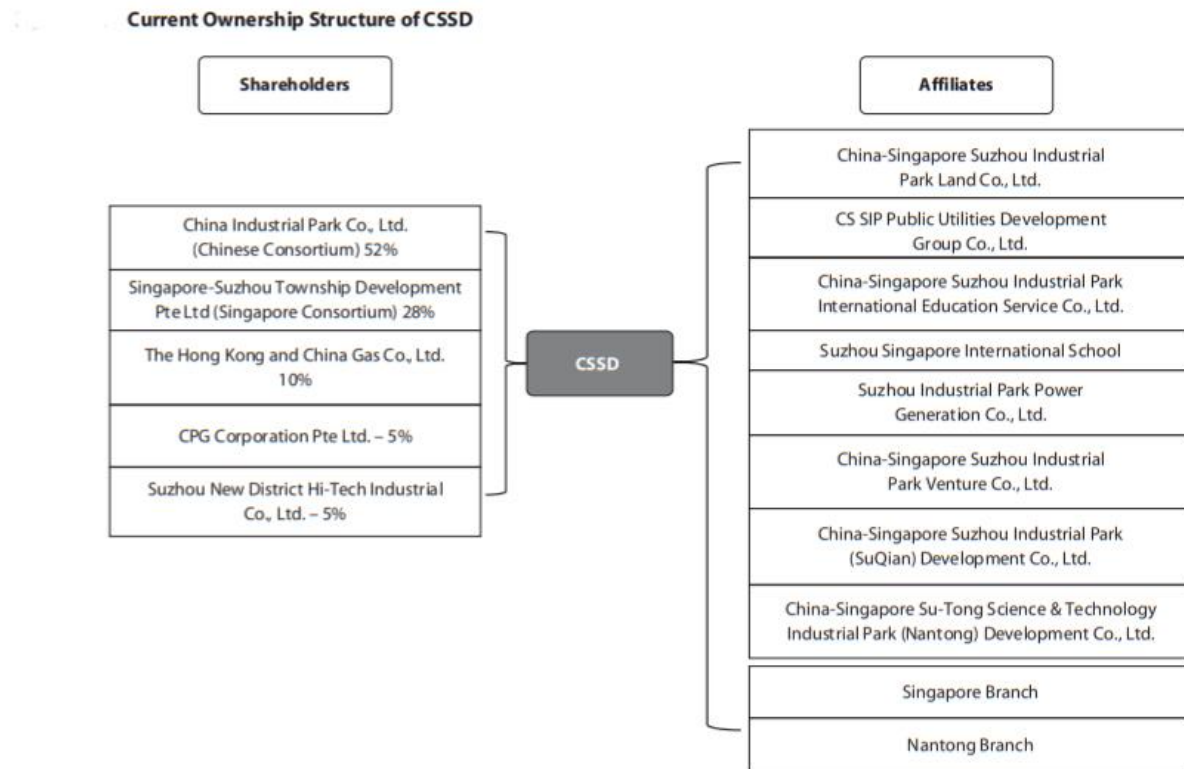 Current Ownership Structure of CSSD
Shareholders
Affiliates
China Industrial Park Co., Ltd.
(Chinese Consortium) 52%
Singapore-Suzhou Township Development
Pte Ltd (Singapore Consortium) 28%
The Hong Kong and China Gas Co., Ltd.
10%
CPG Corporation Pte Ltd. – 5%
Suzhou New District Hi-Tech Industrial
Co., Ltd. – 5%
CSSD
China-Singapore Suzhou Industrial
Park Land Co., Ltd.
CS SIP Public Utilities Development
Group Co., Ltd.
China-Singapore Suzhou Industrial Park
International Education Service Co., Ltd.
Suzhou Singapore International School
Suzhou Industrial Park Power
Generation Co., Ltd.
China-Singapore Suzhou Industrial
Park Venture Co., Ltd.
China-Singapore Suzhou Industrial Park
(SuQian) Development Co., Ltd.
China-Singapore Su-Tong Science & Technology
Industrial Park (Nantong) Development Co., Ltd.
Singapore Branch
Nantong Branch